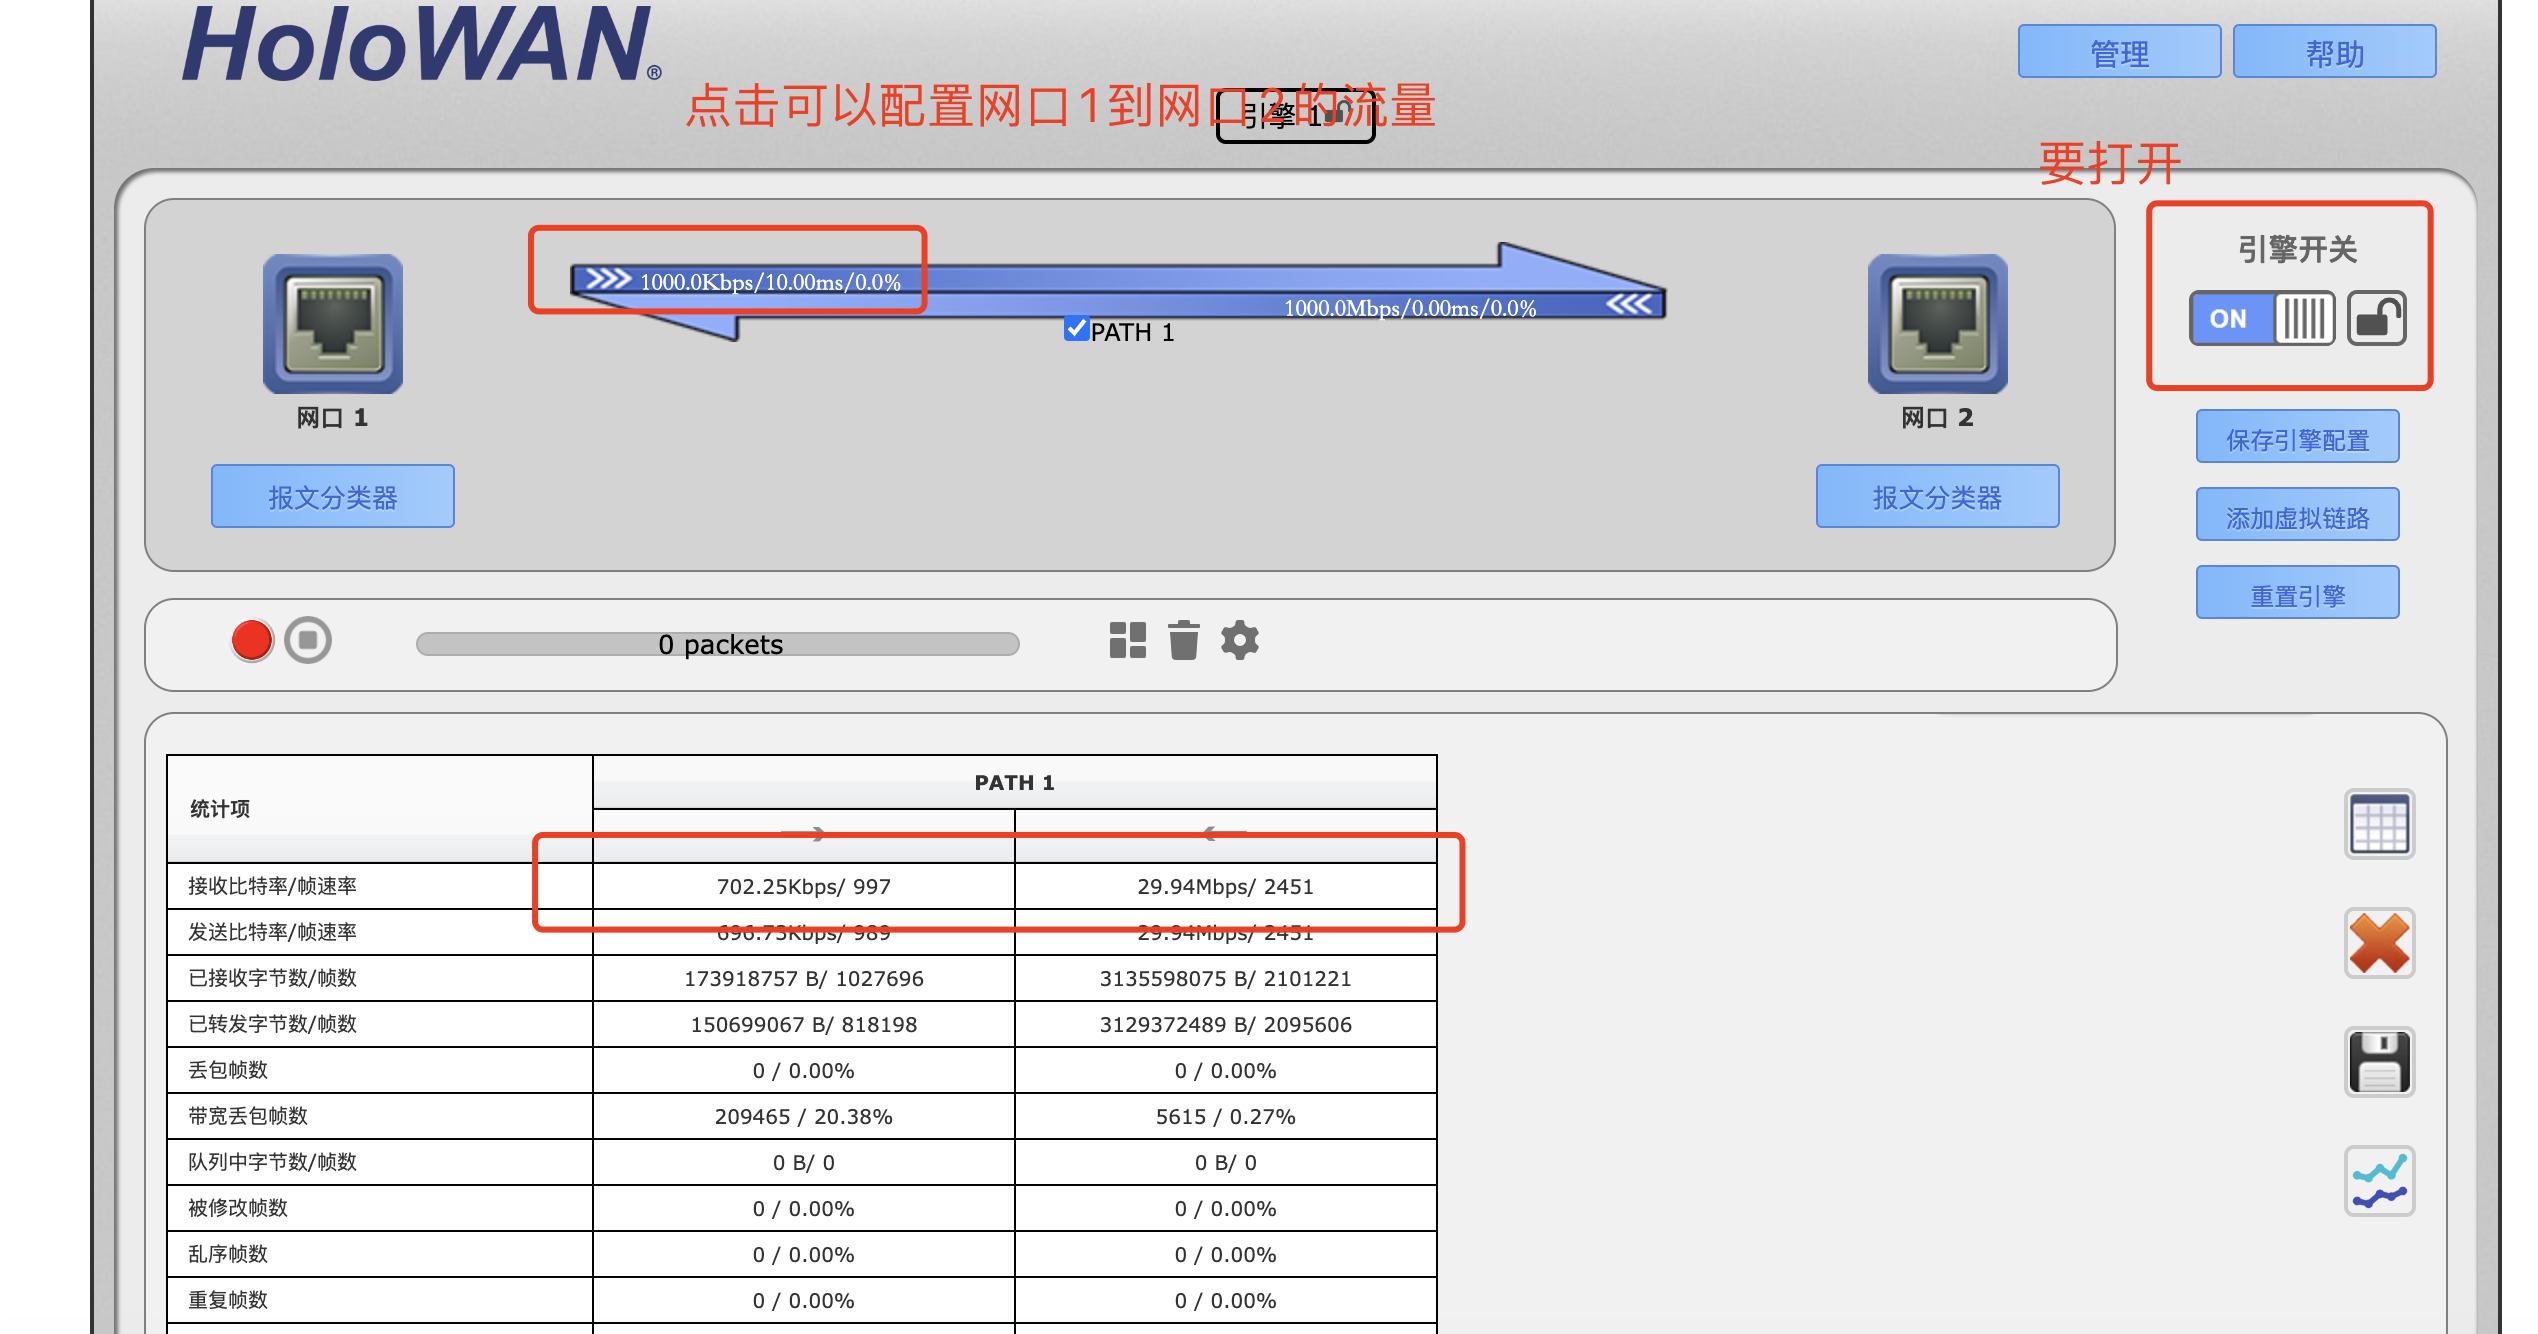 HoloWAN®
管理
帮助
点击可以配置网口1到网口2的流量
引擎 1
要打开
1000.0Kbps/10.00ms/0.0%
1000.0Mbps/0.00ms/0.0%
PATH 1
网口 1
网口 2
报文分类器
报文分类器
引擎开关
ON
保存引擎配置
添加虚拟链路
重置引擎
0 packets
统计项
PATH 1
接收比特率/帧速率 702.25Kbps/ 997 29.94Mbps/ 2451
发送比特率/帧速率 696.73Kbps/ 989 29.94Mbps/ 2451
已接收字节数/帧数 173918757 B/ 1027696 3135598075 B/ 2101221
已转发字节数/帧数 150699067 B/ 818198 3129372489 B/ 2095606
丢包帧数 0 / 0.00% 0 / 0.00%
带宽丢包帧数 209465 / 20.38% 5615 / 0.27%
队列中字节数/帧数 0 B/ 0 0 B/ 0
被修改帧数 0 / 0.00% 0 / 0.00%
乱序帧数 0 / 0.00% 0 / 0.00%
重复帧数 0 / 0.00% 0 / 0.00%